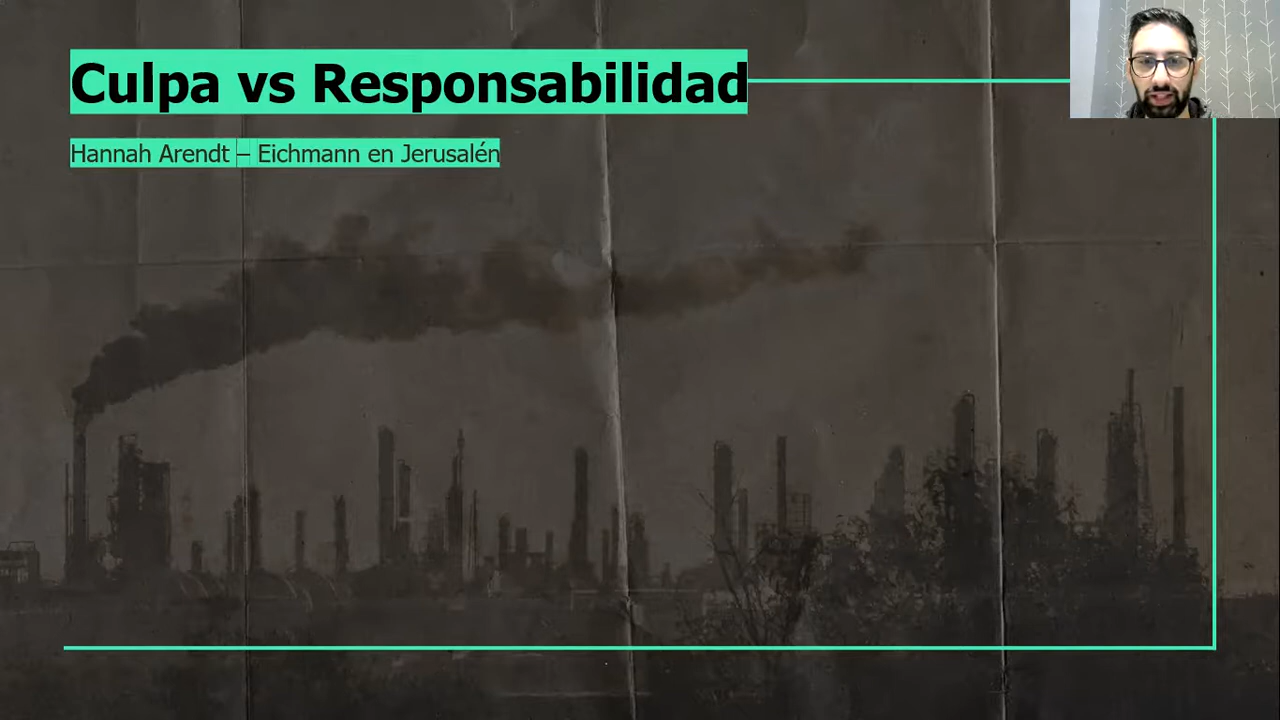 Culpa vs Responsabilidad
Hannah Arendt – Eichmann en Jerusalén